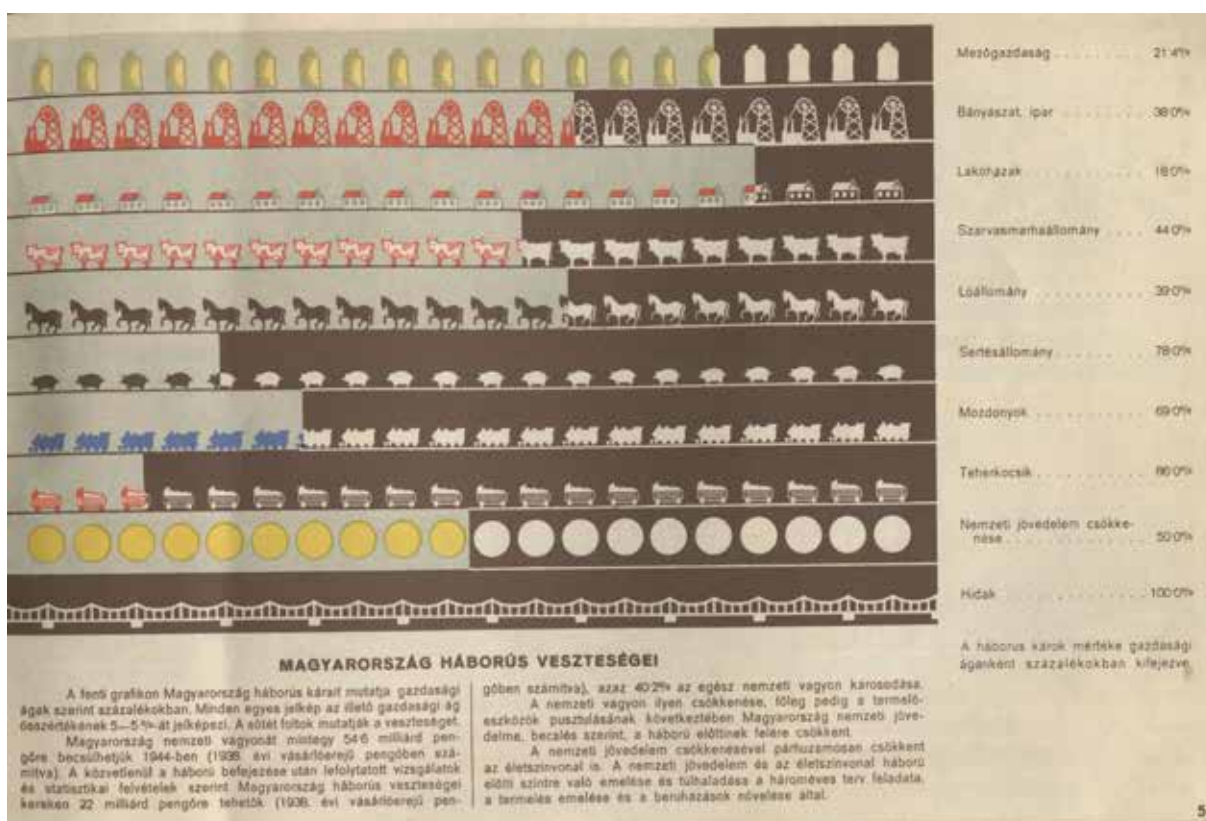 Mezőgazdaság . . . . . . . . . 21·4%
Bányászat, ipar . . . . . . . . . 38·0%
Lakóházak . . . . . . . . . . . 18·0%
Szarvasmarhaállomány . . . . 44·0%
Lóállomány . . . . . . . . . . . 39·0%
Sertésállomány . . . . . . . . . 78·0%
Mozdonyok . . . . . . . . . . . 69·0%
Teherkocsik . . . . . . . . . . 86·0%
Nemzeti jövedelem csökke-
nése . . . . . . . . . . . . . 50·0%
Hidak . . . . . . . . . . . . . 100·0%
A háborus károk mértéke gazdasági
áganként százalékokban kifejezve.
MAGYARORSZÁG HÁBORÚS VESZTESÉGEI
A fenti grafikon Magyarország háborus kárait mutatja gazdasági
ágak szerint százalékokban. Minden egyes jelkép az illető gazdasági ág
összértékének 5—5%-át jelképezi. A sötét foltok mutatják a veszteséget.
Magyarország nemzeti vagyonát mintegy 54·6 milliárd pen-
gőre becsülhetjük 1944-ben (1938. évi vásárlóerejű pengőben szá-
mítva). A közvetlenül a háború befejezése után lefolytatott vizsgálatok
és statisztikai felvételek szerint Magyarország háborús veszteségei
kereken 22 milliárd pengőre tehetők (1938. évi vásárlóerejű pen-
gőben számítva), azaz 40·2% az egész nemzeti vagyon károsodása.
A nemzeti vagyon ilyen csökkenése, főleg pedig a termelő-
eszközök pusztulásának következtében Magyarország nemzeti jöve-
delme, becslés szerint, a háború előttinek felére csökkent.
A nemzeti jövedelem csökkenésével párhuzamosan csökkent
az életszinvonal is. A nemzeti jövedelem és az életszinvonal háború
előtti szintre való emelése és túlhaladása a hároméves terv feladata,
a termelés emelése és a beruházások növelése által.
5